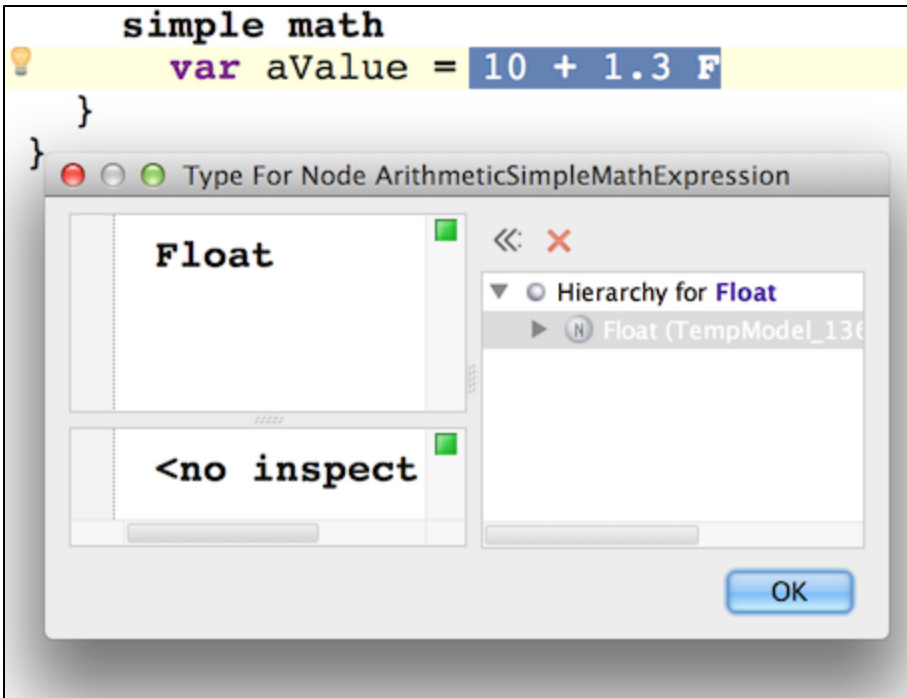 simple math
var aValue = 10 + 1.3 F
}
}
Type For Node ArithmeticSimpleMathExpression
Float
<no inspect
Hierarchy for Float
N Float (TempModel_136
OK